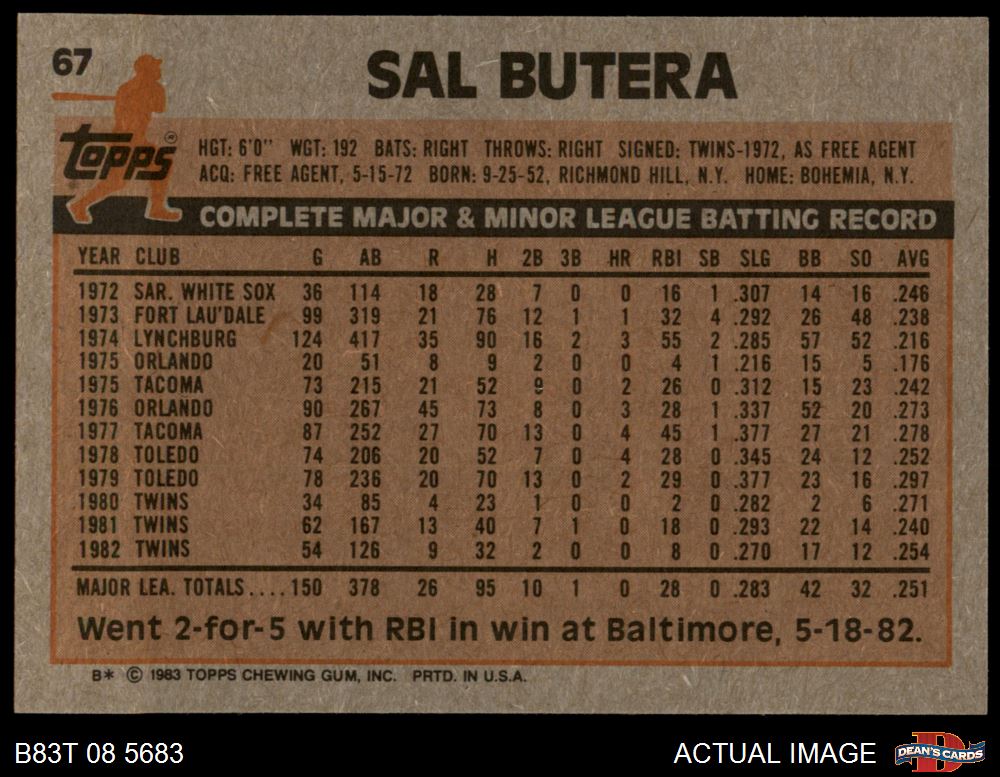 67
SAL BUTERA
topps®
HGT: 6'0" WGT: 192 BATS: RIGHT THROWS: RIGHT SIGNED: TWINS-1972, AS FREE AGENT
ACQ: FREE AGENT, 5-15-72 BORN: 9-25-52, RICHMOND HILL, N.Y. HOME: BOHEMIA, N.Y.
COMPLETE MAJOR & MINOR LEAGUE BATTING RECORD
YEAR CLUB G AB R H 2B 3B HR RBI SB SLG BB SO AVG
1972 SAR. WHITE SOX 36 114 18 28 7 0 0 16 1 .307 14 16 .246
1973 FORT LAU'DALE 99 319 21 76 12 1 1 32 4 .292 26 48 .238
1974 LYNCHBURG 124 417 35 90 16 2 3 55 2 .285 57 52 .216
1975 ORLANDO 20 51 8 9 2 0 0 4 1 .216 15 5 .176
1975 TACOMA 73 215 21 52 9 0 2 26 0 .312 15 23 .242
1976 ORLANDO 90 267 45 73 8 0 3 28 1 .337 52 20 .273
1977 TACOMA 87 252 27 70 13 0 4 45 1 .377 27 21 .278
1978 TOLEDO 74 206 20 52 7 0 4 28 0 .345 24 12 .252
1979 TOLEDO 78 236 20 70 13 0 2 29 0 .377 23 16 .297
1980 TWINS 34 85 4 23 1 0 0 2 0 .282 2 6 .271
1981 TWINS 62 167 13 40 7 1 0 18 0 .293 22 14 .240
1982 TWINS 54 126 9 32 2 0 0 8 0 .270 17 12 .254
MAJOR LEA. TOTALS....150 378 26 95 10 1 0 28 0 .283 42 32 .251
Went 2-for-5 with RBI in win at Baltimore, 5-18-82.
B* © 1983 TOPPS CHEWING GUM, INC. PRTD. IN U.S.A.
B83T 08 5683 ACTUAL IMAGE DEAN'S CARDS